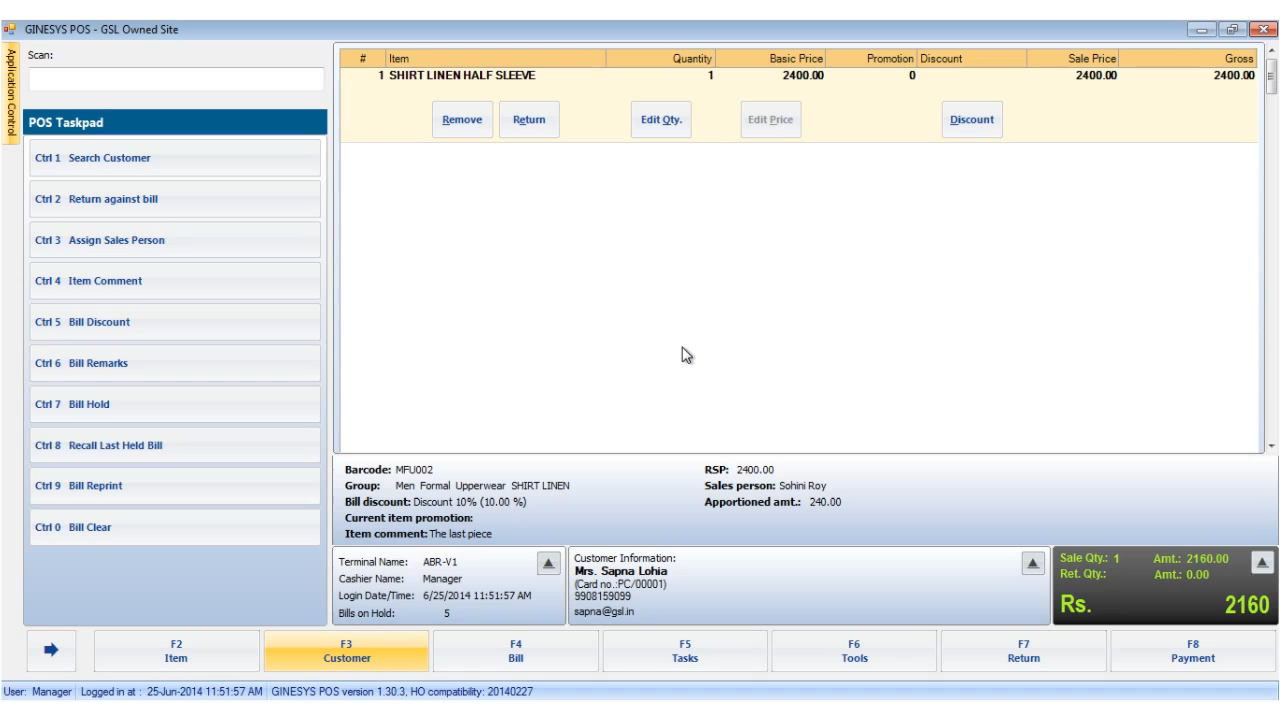 GINESYS POS - GSL Owned Site
Application Control
Scan:
POS Taskpad
Ctrl 1 Search Customer
Ctrl 2 Return against bill
Ctrl 3 Assign Sales Person
Ctrl 4 Item Comment
Ctrl 5 Bill Discount
Ctrl 6 Bill Remarks
Ctrl 7 Bill Hold
Ctrl 8 Recall Last Held Bill
Ctrl 9 Bill Reprint
Ctrl 0 Bill Clear
# Item Quantity Basic Price Promotion Discount Sale Price Gross
1 SHIRT LINEN HALF SLEEVE 1 2400.00 0 2400.00 2400.00
Remove Return Edit Qty. Edit Price Discount
Barcode: MFU002 RSP: 2400.00
Group: Men Formal Upperwear SHIRT LINEN Sales person: Sohini Roy
Bill discount: Discount 10% (10.00 %) Apportioned amt.: 240.00
Current item promotion:
Item comment: The last piece
Terminal Name: ABR-V1
Cashier Name: Manager
Login Date/Time: 6/25/2014 11:51:57 AM
Bills on Hold: 5
Customer Information:
Mrs. Sapna Lohia
(Card no.:PC/00001)
9908159099
sapna@gsl.in
Sale Qty.: 1 Amt.: 2160.00
Ret. Qty.: Amt.: 0.00
Rs. 2160
F2 Item
F3 Customer
F4 Bill
F5 Tasks
F6 Tools
F7 Return
F8 Payment
User: Manager Logged in at : 25-Jun-2014 11:51:57 AM GINESYS POS version 1.30.3, HO compatibility: 20140227